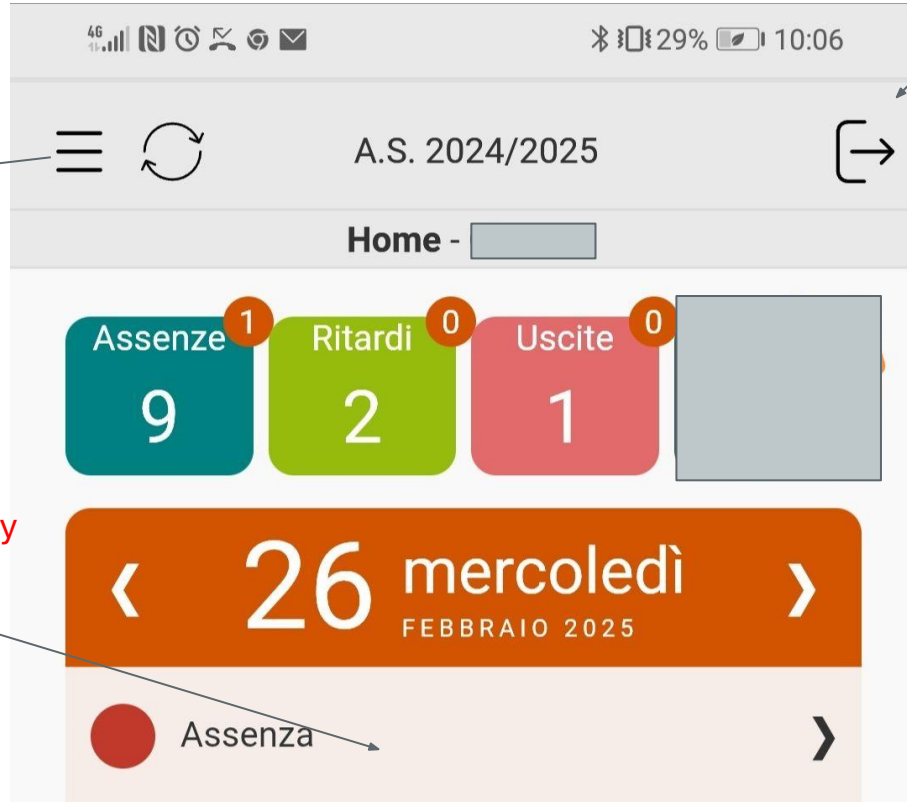 4G 29% 10:06
A.S. 2024/2025
Home -
Assenze 1 Ritardi 0 Uscite 0
9 2 1
y
26 mercoledì
FEBBRAIO 2025
Assenza